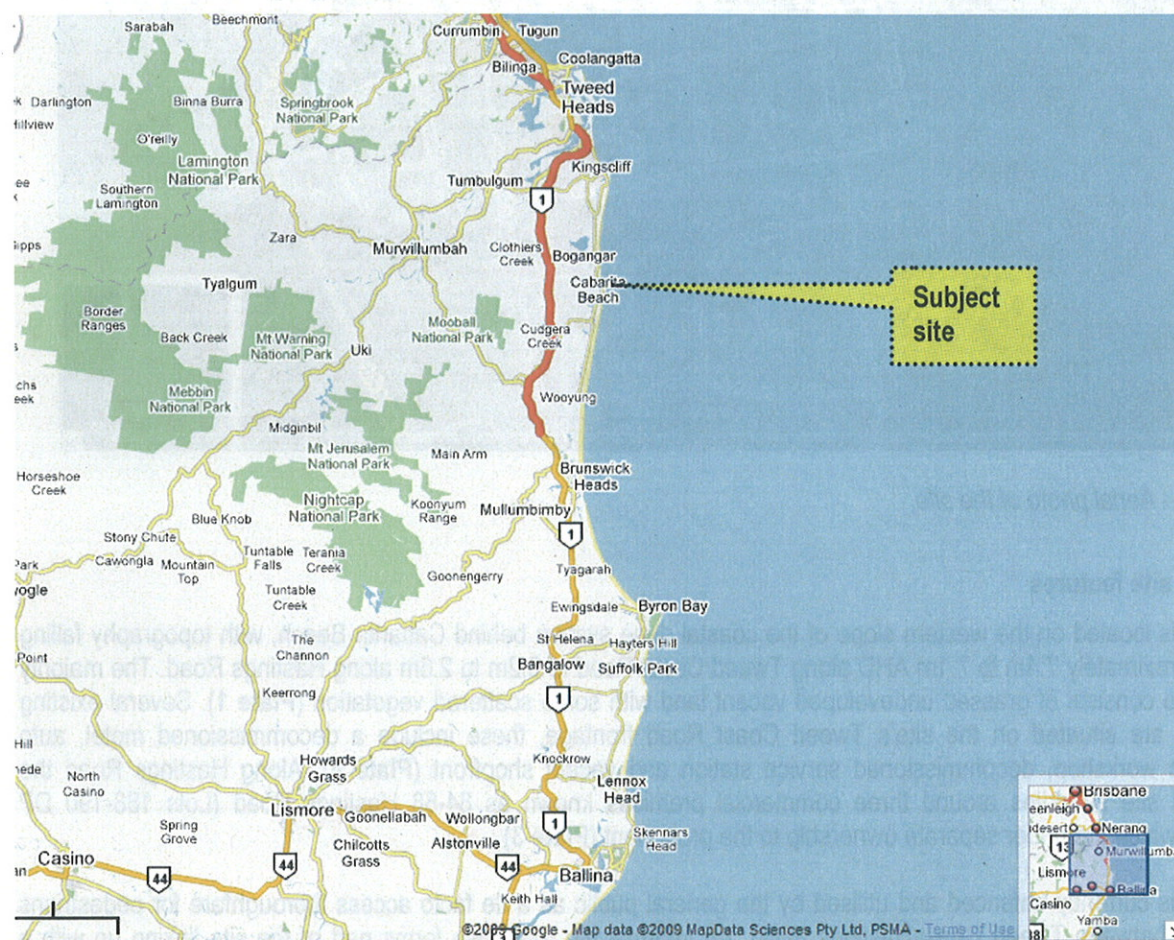 Beechmont
Sarabah
Currumbin
Tugun
Bilinga
Coolangatta
Tweed
Heads
Darlington
Binna Burra
Springbrook
National Park
O'reilly
Lamington
National Park
Kingscliff
Tumbulgum
Southern
Lamington
1
Zara
Murwillumbah
Clothiers
Creek
Bogangar
Tyalgum
Cabarita
Beach
Subject
site
Border
Ranges
Back Creek
Mt Warning
National Park
Mooball
National Park
Cudgera
Creek
Uki
Mebbin
National Park
Wooyung
Midginbil
Mt Jerusalem
National Park
Main Arm
Horseshoe
Creek
Brunswick
Heads
Nightcap
National Park
Koonyum
Range
Mullumbimby
Blue Knob
1
Stony Chute
Park
Cawongla
Mountain
Top
Tuntable
Falls
Terania
Creek
Tyagarah
Goonengerry
Tuntable
Creek
Ewingsdale
Byron Bay
The
Channon
St Helena
Hayters Hill
Point
Bangalow
Suffolk Park
Keerrong
1
Hill
Knockrow
Howards
Grass
North
Casino
Lennox
Head
Lismore
Goonellabah
Wollongbar
1
Spring
Grove
Chilcotts
Grass
Alstonville
Skennars
Head
Casino
44
44
44
Ballina
Keith Hall
Brisbane
Nerang
13
Lismore
Ballina
Casino
Yamba
©2009 Google - Map data ©2009 MapData Sciences Pty Ltd, PSMA - Terms of Use